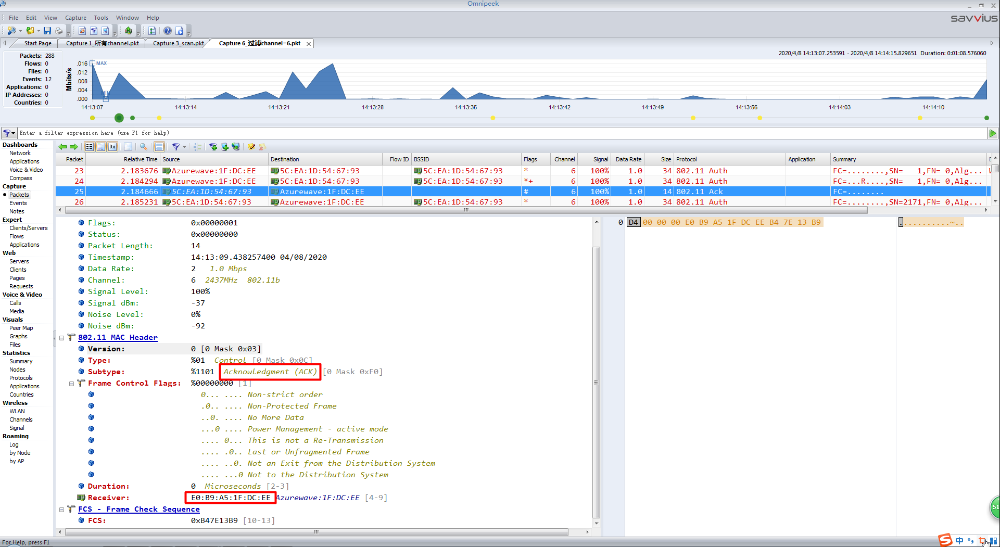 Omnipeek
File Edit View Capture Tools Window Help
savvius
Start Page Capture 1_所有channel.pkt Capture 3_scan.pkt Capture 6_过滤channel=6.pkt
2020/4/8 14:13:07.253591 - 2020/4/8 14:14:15.829651 Duration: 0:01:08.576060
Packets: 288
Flows: 0
Files: 0
Events: 12
Applications: 0
IP Addresses: 0
Countries: 0
Mbits/s
.016
.012
.008
.004
.000
MAX
MIN
14:13:07 14:13:14 14:13:21 14:13:28 14:13:35 14:13:42 14:13:49 14:13:56 14:14:03 14:14:10
Enter a filter expression here (use F1 for help)
Dashboards
Network
Applications
Voice & Video
Compass
Capture
Packets
Events
Notes
Expert
Clients/Servers
Flows
Applications
Web
Servers
Clients
Pages
Requests
Voice & Video
Calls
Media
Visuals
Peer Map
Graphs
Files
Statistics
Summary
Nodes
Protocols
Applications
Countries
Wireless
WLAN
Channels
Signal
Roaming
Log
by Node
by AP
0x
Packet Relative Time Source Destination Flow ID BSSID Flags Channel Signal Data Rate Size Protocol Application Summary
23 2.183676 Azurewave:1F:DC:EE 5C:EA:1D:54:67:93 5C:EA:1D:54:67:93 * 6 100% 1.0 34 802.11 Auth FC=........,SN= 1,FN= 0,Alg...
24 2.184294 Azurewave:1F:DC:EE 5C:EA:1D:54:67:93 5C:EA:1D:54:67:93 *+ 6 100% 1.0 34 802.11 Auth FC=...R....,SN= 1,FN= 0,Alg...
25 2.184666 5C:EA:1D:54:67:93 Azurewave:1F:DC:EE # 6 100% 1.0 14 802.11 Ack FC=........
26 2.185231 5C:EA:1D:54:67:93 Azurewave:1F:DC:EE 5C:EA:1D:54:67:93 * 6 100% 1.0 34 802.11 Auth FC=........,SN=2171,FN= 0,Alg...
Flags: 0x00000001
Status: 0x00000000
Packet Length: 14
Timestamp: 14:13:09.438257400 04/08/2020
Data Rate: 2 1.0 Mbps
Channel: 6 2437MHz 802.11b
Signal Level: 100%
Signal dBm: -37
Noise Level: 0%
Noise dBm: -92
802.11 MAC Header
Version: 0 [0 Mask 0x03]
Type: %01 Control [0 Mask 0x0C]
Subtype: %1101 Acknowledgment (ACK) [0 Mask 0xF0]
Frame Control Flags: %00000000 [1]
0... .... Non-strict order
.0.. .... Non-Protected Frame
..0. .... No More Data
...0 .... Power Management - active mode
.... 0... This is not a Re-Transmission
.... .0.. Last or Unfragmented Frame
.... ..0. Not an Exit from the Distribution System
.... ...0 Not to the Distribution System
Duration: 0 Microseconds [2-3]
Receiver: E0:B9:A5:1F:DC:EE Azurewave:1F:DC:EE [4-9]
FCS - Frame Check Sequence
FCS: 0xB47E13B9 [10-13]
0 D4 00 00 00 E0 B9 A5 1F DC EE B4 7E 13 B9 ...........~..
51
For Help, press F1
中